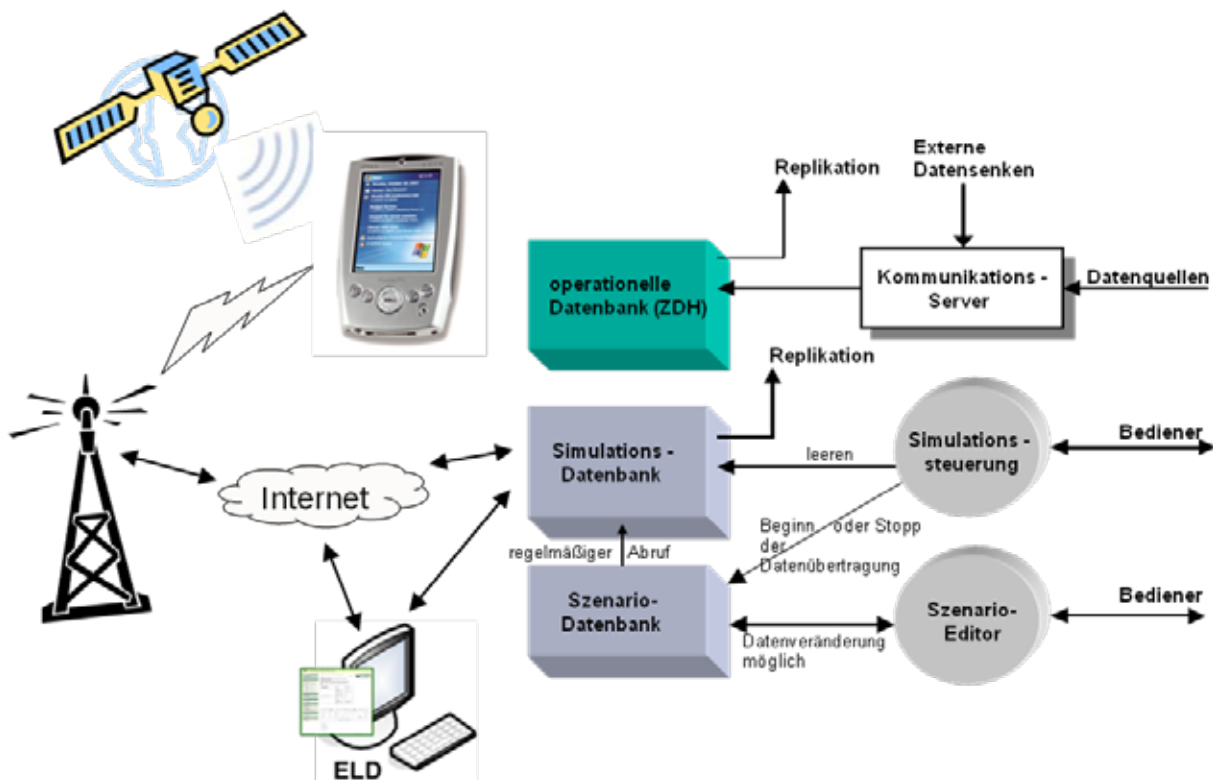 Externe
Datensenken
Replikation
operationelle
Datenbank (ZDH)
Kommunikations -
Server
Datenquellen
Replikation
Simulations -
Datenbank
leeren
Simulations -
steuerung
Bediener
Internet
Beginn oder Stopp
der
Datenübertragung
regelmäßiger Abruf
Szenario-
Datenbank
Datenveränderung
möglich
Szenario-
Editor
Bediener
ELD